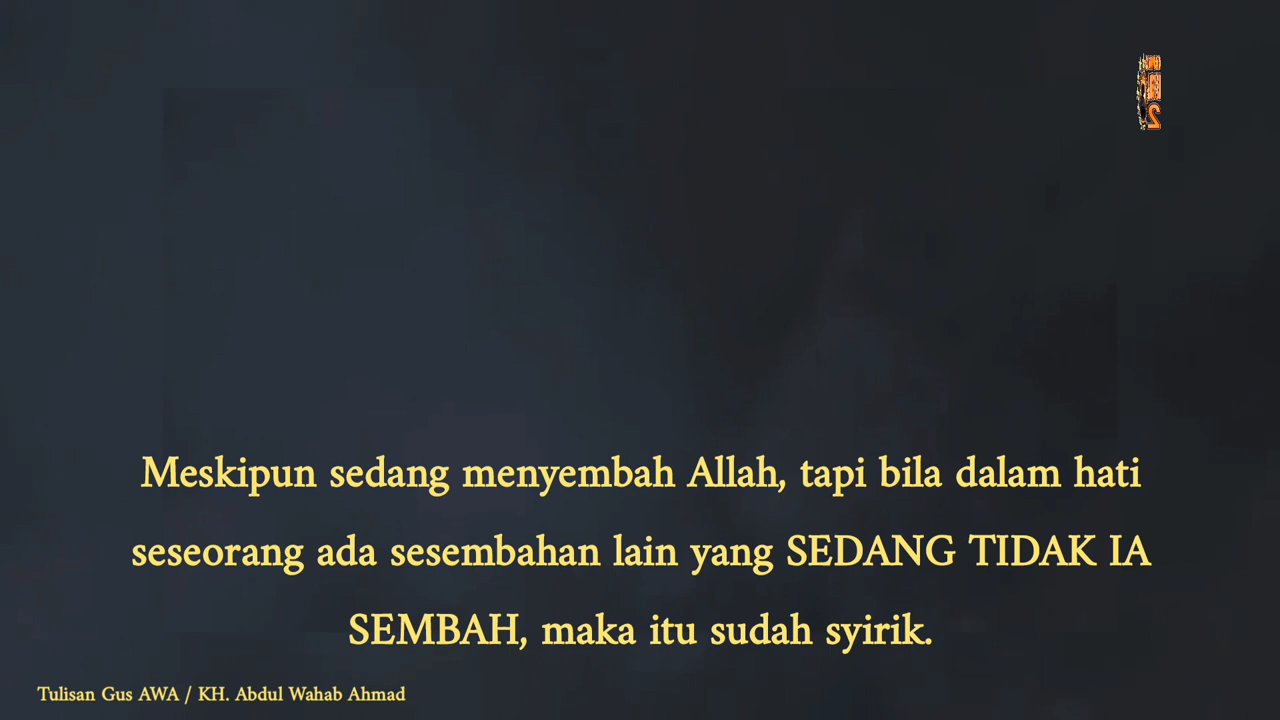 Meskipun sedang menyembah Allah, tapi bila dalam hati
seseorang ada sesembahan lain yang SEDANG TIDAK IA
SEMBAH, maka itu sudah syirik.
Tulisan Gus AWA / KH. Abdul Wahab Ahmad